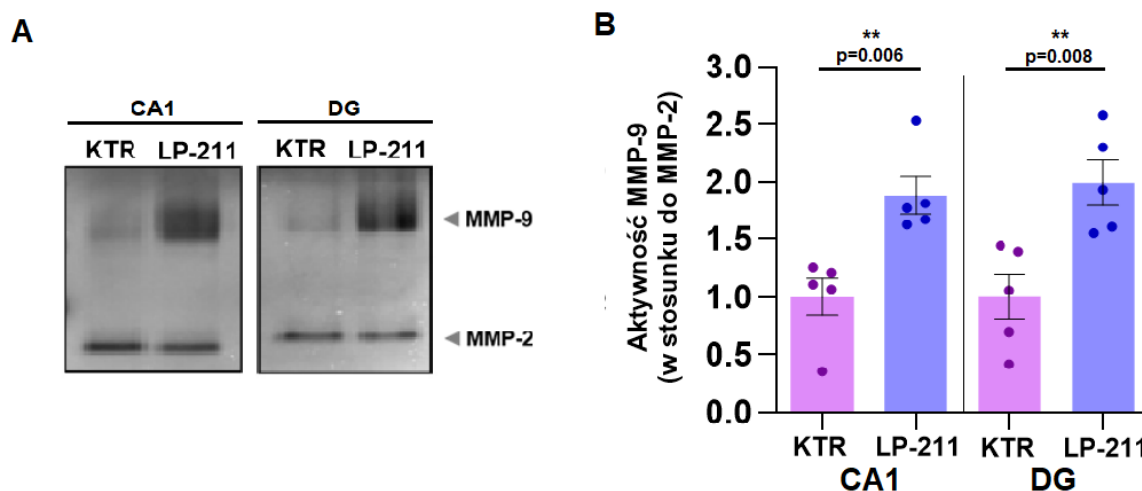 A
CA1 DG
KTR LP-211 KTR LP-211
MMP-9
MMP-2
B
** **
p=0.006 p=0.008
Aktywność MMP-9
(w stosunku do MMP-2)
3.0
2.5
2.0
1.5
1.0
0.5
0.0
KTR LP-211 KTR LP-211
CA1 DG